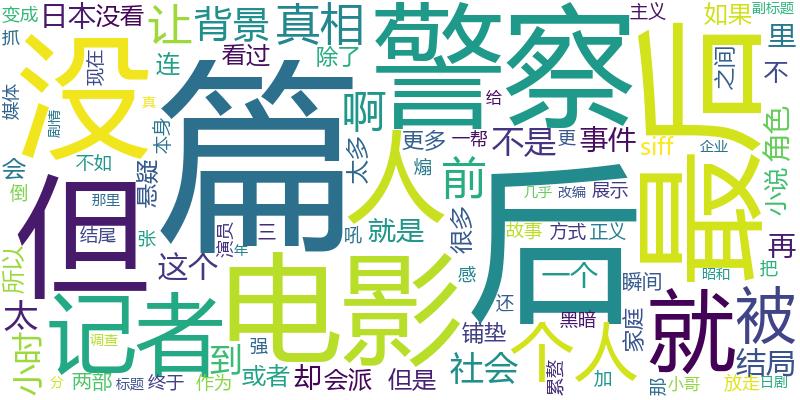 变成
日本
没看
让
背景
真相
警察
最后
主义
副标题
如果
里
抓
没
看过
连
除了
现在
之间
不
媒体
剧情
真
本身
篇
啊
给
不是
事件
更
siff
企业
角色
小说
会
不如
悬疑
太多
更多
一帮
倒
但
那里
人
煽
前
后
几乎
改编
展示
结尾
张
演员
三
吼
就是
很多
故事
方式
正义
再
所以
这个
年
电影
感
一个
瞬间
昭和
把
太
记者
还
黑暗
就
被
小时
调查
到
强
铺垫
个人
家庭
结局
两部
分
标题
终于
作为
或者
却
会派
但是
社会
累赘
加
那
小哥
放走
日剧